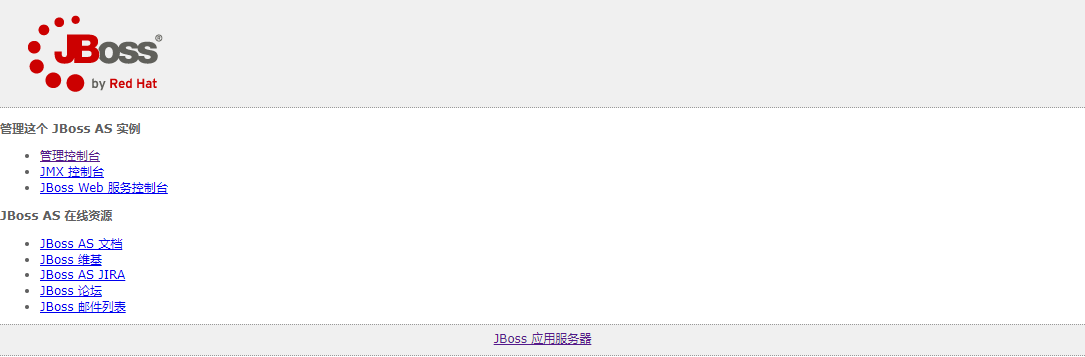 JBoss®
by Red Hat
管理这个 JBoss AS 实例
管理控制台
JMX 控制台
JBoss Web 服务控制台
JBoss AS 在线资源
JBoss AS 文档
JBoss 维基
JBoss AS JIRA
JBoss 论坛
JBoss 邮件列表
JBoss 应用服务器